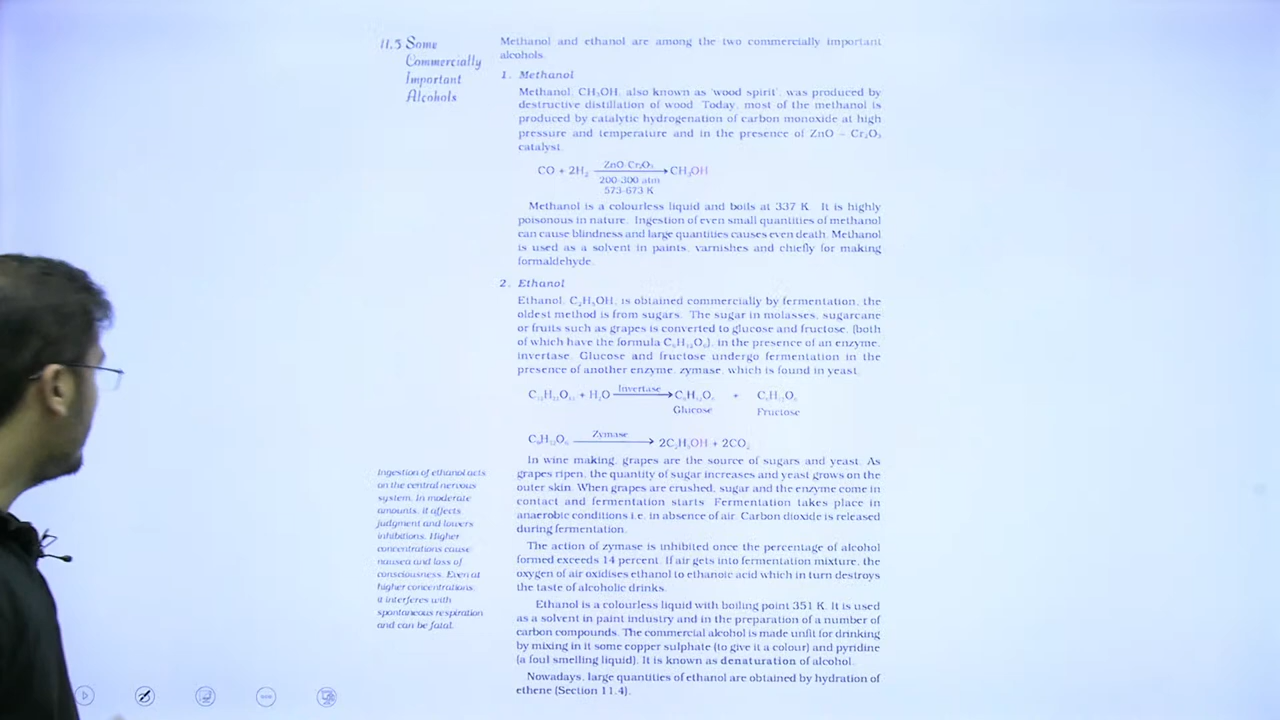 11.5 Some
Commercially
Important
Alcohols
Methanol and ethanol are among the two commercially important
alcohols.
1. Methanol
Methanol, CH₃OH, also known as 'wood spirit', was produced by
destructive distillation of wood. Today, most of the methanol is
produced by catalytic hydrogenation of carbon monoxide at high
pressure and temperature and in the presence of ZnO – Cr₂O₃
catalyst.
CO + 2H₂ ZnO-Cr₂O₃ → CH₃OH
200-300 atm
573-673 K
Methanol is a colourless liquid and boils at 337 K. It is highly
poisonous in nature. Ingestion of even small quantities of methanol
can cause blindness and large quantities causes even death. Methanol
is used as a solvent in paints, varnishes and chiefly for making
formaldehyde.
2. Ethanol
Ethanol, C₂H₅OH, is obtained commercially by fermentation, the
oldest method is from sugars. The sugar in molasses, sugarcane
or fruits such as grapes is converted to glucose and fructose, (both
of which have the formula C₆H₁₂O₆), in the presence of an enzyme,
invertase. Glucose and fructose undergo fermentation in the
presence of another enzyme, zymase, which is found in yeast.
C₁₂H₂₂O₁₁ + H₂O Invertase → C₆H₁₂O₆ + C₆H₁₂O₆
Glucose Fructose
C₆H₁₂O₆ Zymase → 2C₂H₅OH + 2CO₂
In wine making, grapes are the source of sugars and yeast. As
grapes ripen, the quantity of sugar increases and yeast grows on the
outer skin. When grapes are crushed, sugar and the enzyme come in
contact and fermentation starts. Fermentation takes place in
anaerobic conditions i.e. in absence of air. Carbon dioxide is released
during fermentation.
The action of zymase is inhibited once the percentage of alcohol
formed exceeds 14 percent. If air gets into fermentation mixture, the
oxygen of air oxidises ethanol to ethanoic acid which in turn destroys
the taste of alcoholic drinks.
Ethanol is a colourless liquid with boiling point 351 K. It is used
as a solvent in paint industry and in the preparation of a number of
carbon compounds. The commercial alcohol is made unfit for drinking
by mixing in it some copper sulphate (to give it a colour) and pyridine
(a foul smelling liquid). It is known as denaturation of alcohol.
Nowadays, large quantities of ethanol are obtained by hydration of
ethene (Section 11.4).
Ingestion of ethanol acts
on the central nervous
system. In moderate
amounts, it affects
judgment and lowers
inhibitions. Higher
concentrations cause
nausea and loss of
consciousness. Even at
higher concentrations,
it interferes with
spontaneous respiration
and can be fatal.